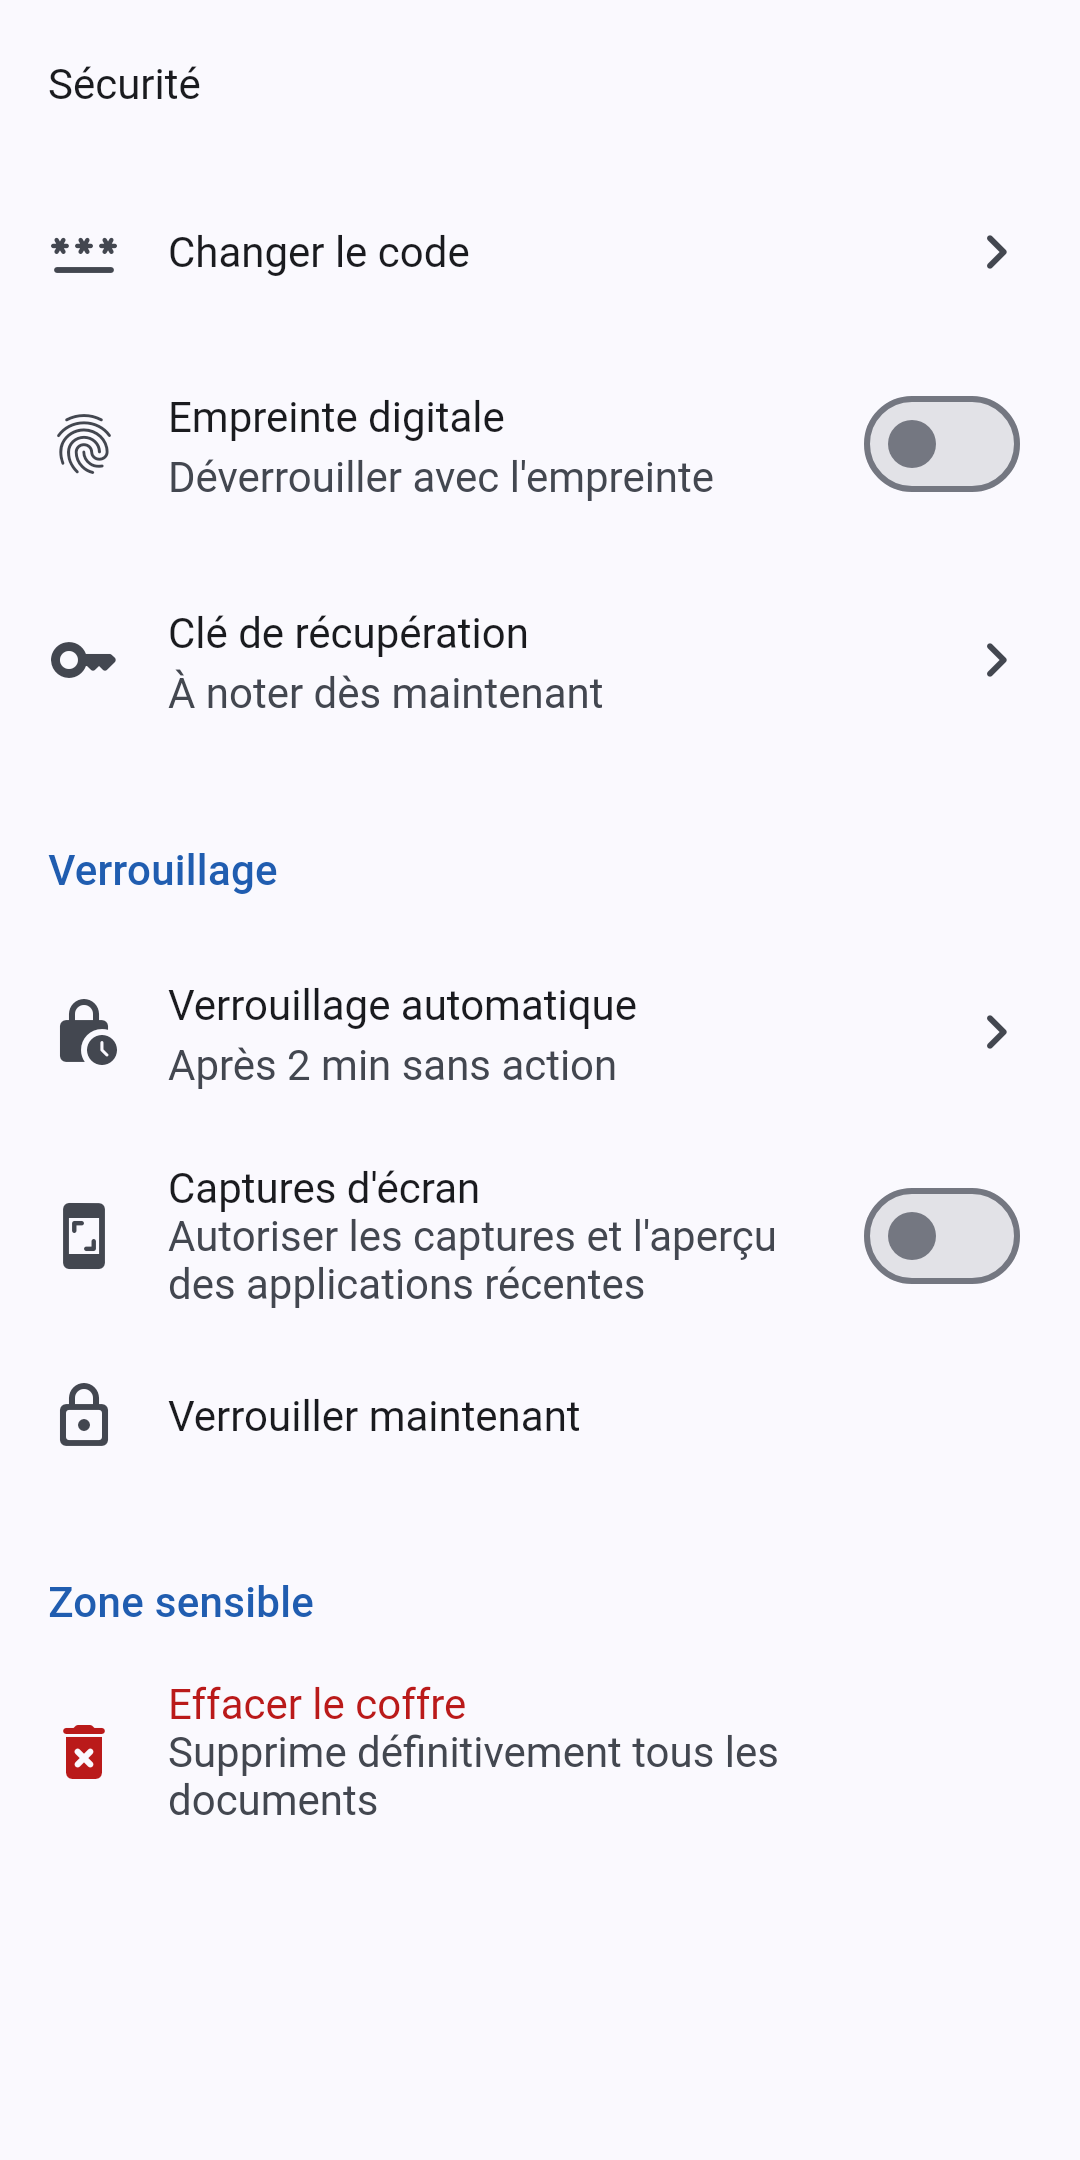 Sécurité
Changer le code
Empreinte digitale
Déverrouiller avec l'empreinte
Clé de récupération
À noter dès maintenant
Verrouillage
Verrouillage automatique
Après 2 min sans action
Captures d'écran
Autoriser les captures et l'aperçu
des applications récentes
Verrouiller maintenant
Zone sensible
Effacer le coffre
Supprime définitivement tous les
documents